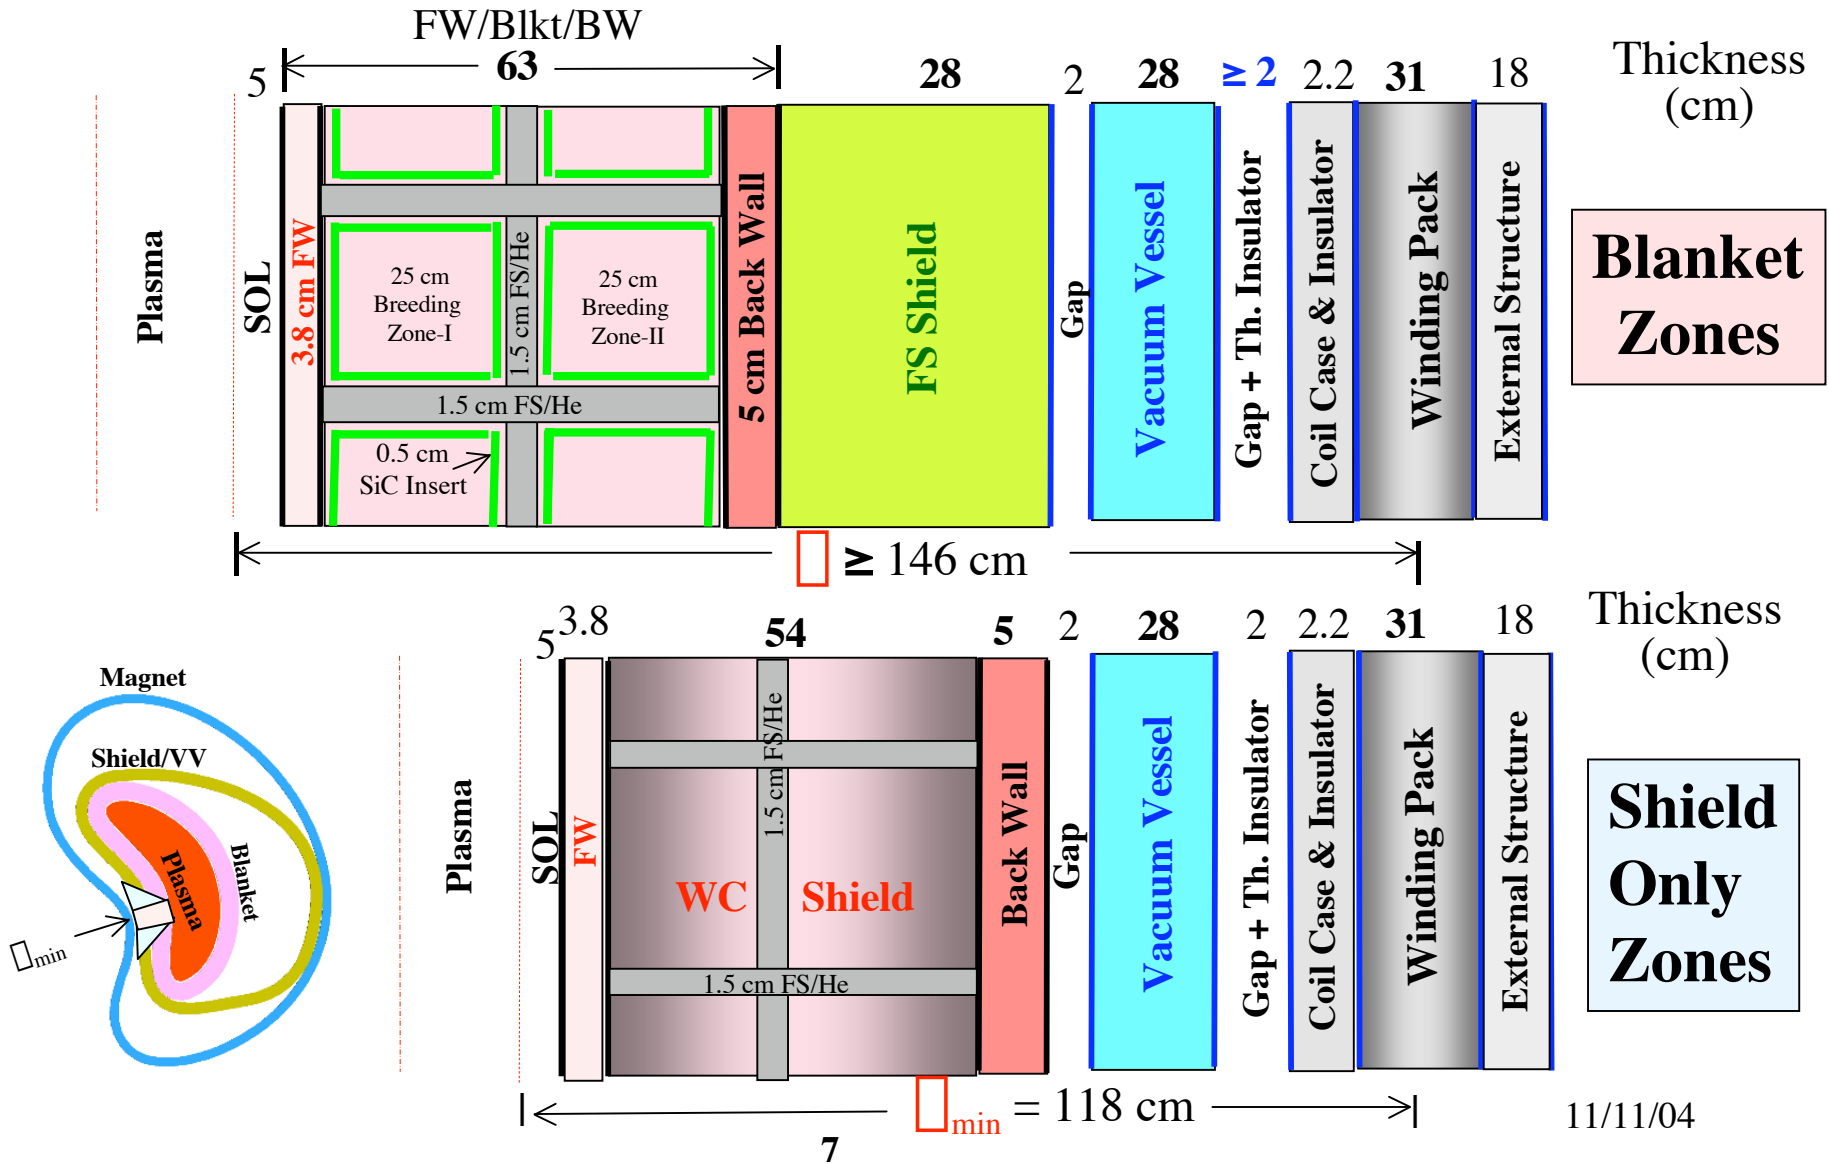 FW/Blkt/BW
5
63
28
2
28
≥ 2
2.2
31
18
Thickness
(cm)
Plasma
SOL
3.8 cm FW
25 cm
Breeding
Zone-I
1.5 cm FS/He
25 cm
Breeding
Zone-II
1.5 cm FS/He
0.5 cm
SiC Insert
5 cm Back Wall
FS Shield
Gap
Vacuum Vessel
Gap + Th. Insulator
Coil Case & Insulator
Winding Pack
External Structure
Blanket
Zones
≥ 146 cm
5
3.8
54
5
2
28
2
2.2
31
18
Thickness
(cm)
Magnet
Shield/VV
Blanket
Plasma
min
Plasma
SOL
FW
1.5 cm FS/He
WC
Shield
1.5 cm FS/He
Back Wall
Gap
Vacuum Vessel
Gap + Th. Insulator
Coil Case & Insulator
Winding Pack
External Structure
Shield
Only
Zones
min = 118 cm
11/11/04
7